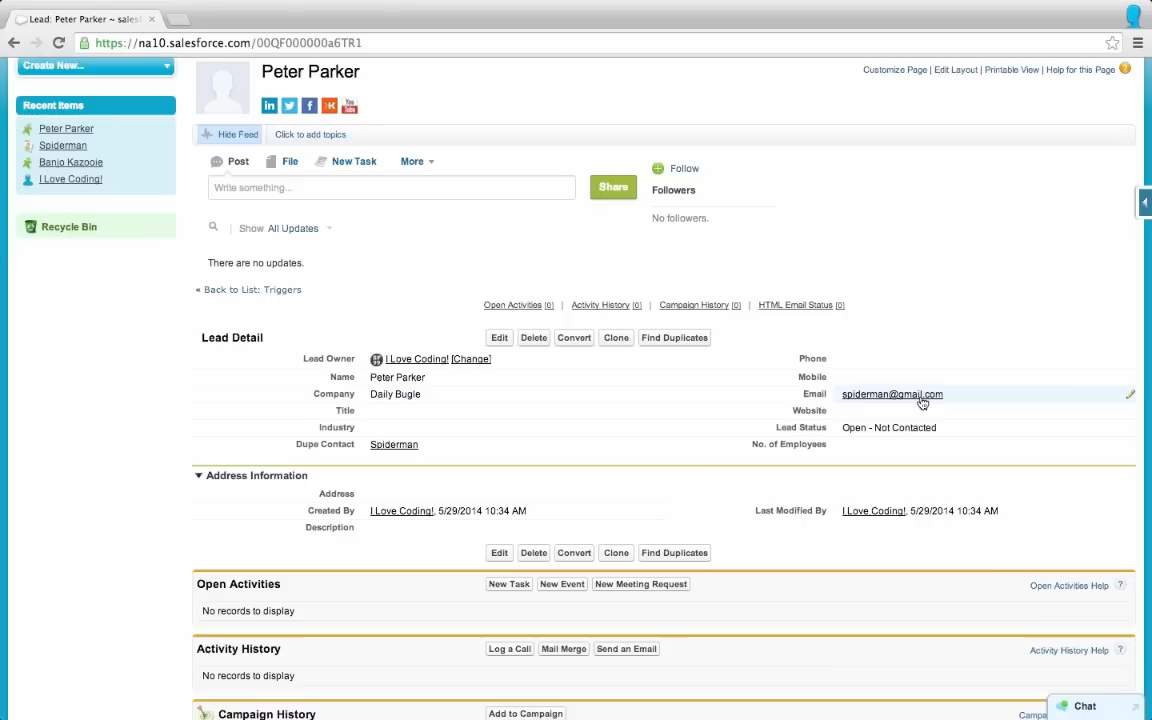 Lead: Peter Parker ~ sales
https://na10.salesforce.com/00QF000000a6TR1
Create New...
Recent Items
Peter Parker
Spiderman
Banjo Kazooie
I Love Coding!
Recycle Bin
Peter Parker
Customize Page | Edit Layout | Printable View | Help for this Page ?
in f You Tube
Hide Feed Click to add topics
Post File New Task More
Write something... Share
Follow
Followers
No followers.
Show All Updates
There are no updates.
« Back to List: Triggers
Open Activities [0] | Activity History [0] | Campaign History [0] | HTML Email Status [0]
Lead Detail Edit Delete Convert Clone Find Duplicates
Lead Owner I Love Coding! [Change] Phone
Name Peter Parker Mobile
Company Daily Bugle Email spiderman@gmail.com
Title Website
Industry Lead Status Open - Not Contacted
Dupe Contact Spiderman No. of Employees
Address Information
Address
Created By I Love Coding!, 5/29/2014 10:34 AM Last Modified By I Love Coding!, 5/29/2014 10:34 AM
Description
Edit Delete Convert Clone Find Duplicates
Open Activities New Task New Event New Meeting Request Open Activities Help ?
No records to display
Activity History Log a Call Mail Merge Send an Email Activity History Help ?
No records to display
Campaign History Add to Campaign Campa
Chat